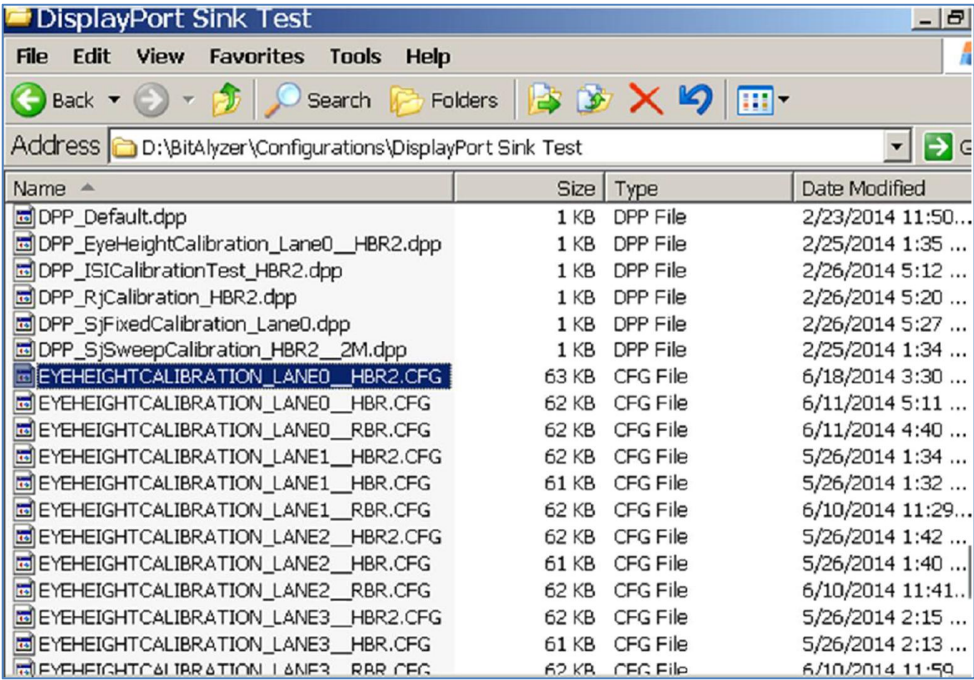 DisplayPort Sink Test
File Edit View Favorites Tools Help
Back Search Folders
Address D:\BitAlyzer\Configurations\DisplayPort Sink Test G
Name Size Type Date Modified
DPP_Default.dpp 1 KB DPP File 2/23/2014 11:50...
DPP_EyeHeightCalibration_Lane0__HBR2.dpp 1 KB DPP File 2/25/2014 1:35 ...
DPP_ISICalibrationTest_HBR2.dpp 1 KB DPP File 2/26/2014 5:12 ...
DPP_RjCalibration_HBR2.dpp 1 KB DPP File 2/26/2014 5:20 ...
DPP_SjFixedCalibration_Lane0.dpp 1 KB DPP File 2/26/2014 5:27 ...
DPP_SjSweepCalibration_HBR2__2M.dpp 1 KB DPP File 2/25/2014 1:34 ...
EYEHEIGHTCALIBRATION_LANE0__HBR2.CFG 63 KB CFG File 6/18/2014 3:30 ...
EYEHEIGHTCALIBRATION_LANE0__HBR.CFG 62 KB CFG File 6/11/2014 5:11 ...
EYEHEIGHTCALIBRATION_LANE0__RBR.CFG 62 KB CFG File 6/11/2014 4:40 ...
EYEHEIGHTCALIBRATION_LANE1__HBR2.CFG 62 KB CFG File 5/26/2014 1:34 ...
EYEHEIGHTCALIBRATION_LANE1__HBR.CFG 61 KB CFG File 5/26/2014 1:32 ...
EYEHEIGHTCALIBRATION_LANE1__RBR.CFG 62 KB CFG File 6/10/2014 11:29...
EYEHEIGHTCALIBRATION_LANE2__HBR2.CFG 62 KB CFG File 5/26/2014 1:42 ...
EYEHEIGHTCALIBRATION_LANE2__HBR.CFG 61 KB CFG File 5/26/2014 1:40 ...
EYEHEIGHTCALIBRATION_LANE2__RBR.CFG 62 KB CFG File 6/10/2014 11:41...
EYEHEIGHTCALIBRATION_LANE3__HBR2.CFG 62 KB CFG File 5/26/2014 2:15 ...
EYEHEIGHTCALIBRATION_LANE3__HBR.CFG 61 KB CFG File 5/26/2014 2:13 ...
EYEHEIGHTCALIBRATION_LANE3__RBR.CFG 62 KB CFG File 6/10/2014 11:59